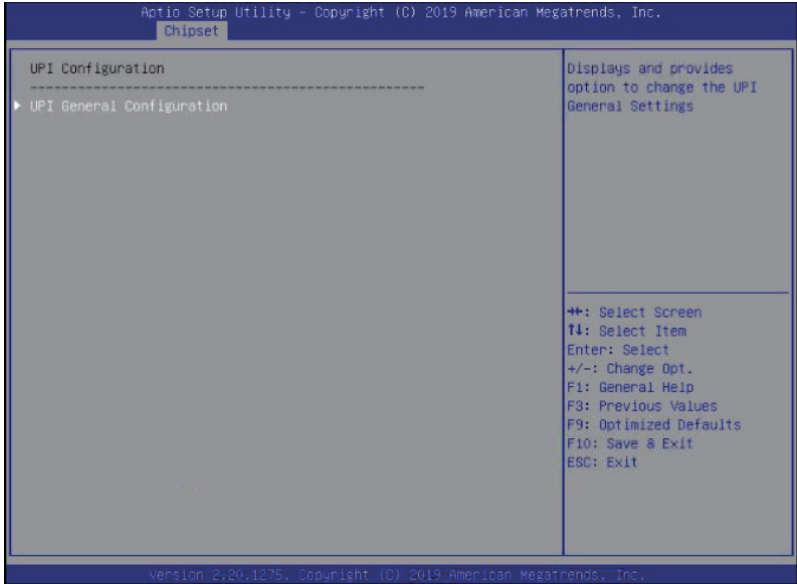 Aptio Setup Utility - Copyright (C) 2019 American Megatrends, Inc.
Chipset
UPI Configuration
--------------------------------------------------
▶ UPI General Configuration
Displays and provides
option to change the UPI
General Settings
→←: Select Screen
↑↓: Select Item
Enter: Select
+/-: Change Opt.
F1: General Help
F3: Previous Values
F9: Optimized Defaults
F10: Save & Exit
ESC: Exit
Version 2.20.1275. Copyright (C) 2019 American Megatrends, Inc.